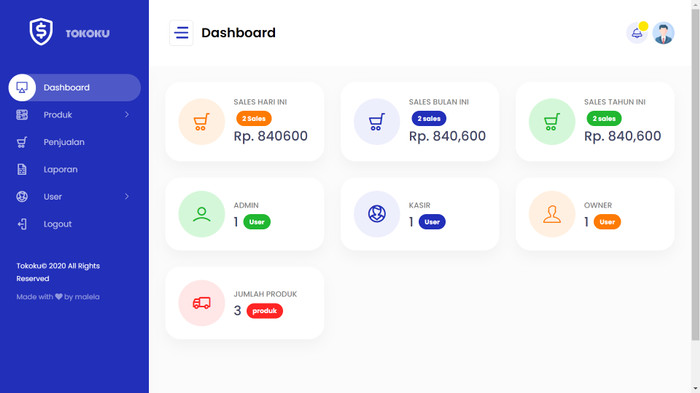 TOKOKU
Dashboard
Dashboard
Produk
Penjualan
Laporan
User
Logout
Tokoku© 2020 All Rights
Reserved
Made with by malela
SALES HARI INI
2 Sales
Rp. 840600
SALES BULAN INI
2 sales
Rp. 840,600
SALES TAHUN INI
2 sales
Rp. 840,600
ADMIN
1 User
KASIR
1 User
OWNER
1 User
JUMLAH PRODUK
3 produk